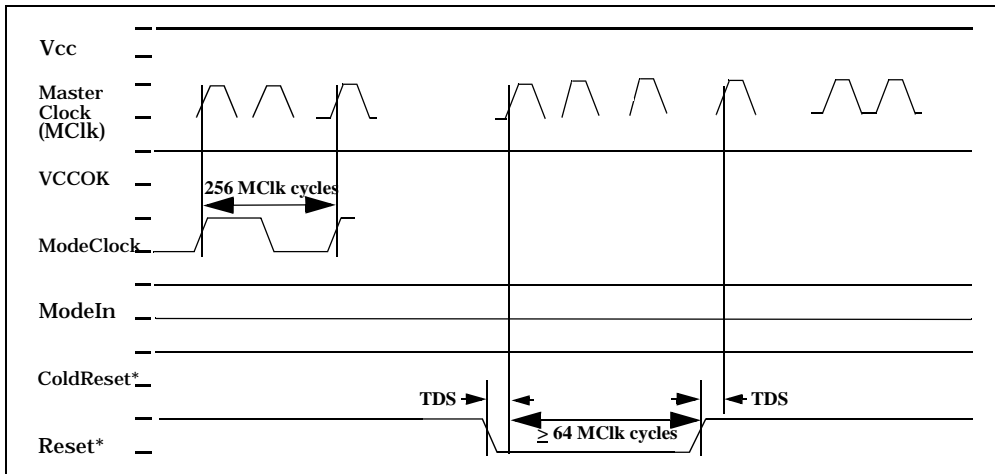 Vcc
Master
Clock
(MClk)
VCCOK
256 MClk cycles
ModeClock
ModeIn
ColdReset*
TDS
TDS
Reset*
≥ 64 MClk cycles